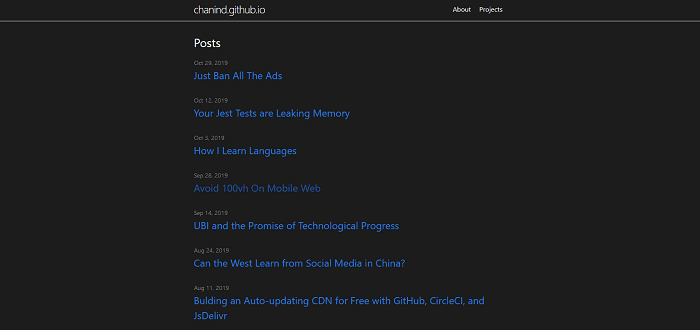 chanind.github.io
About Projects
Posts
Oct 29, 2019
Just Ban All The Ads
Oct 12, 2019
Your Jest Tests are Leaking Memory
Oct 3, 2019
How I Learn Languages
Sep 28, 2019
Avoid 100vh On Mobile Web
Sep 14, 2019
UBI and the Promise of Technological Progress
Aug 24, 2019
Can the West Learn from Social Media in China?
Aug 11, 2019
Bulding an Auto-updating CDN for Free with GitHub, CircleCI, and
JsDelivr